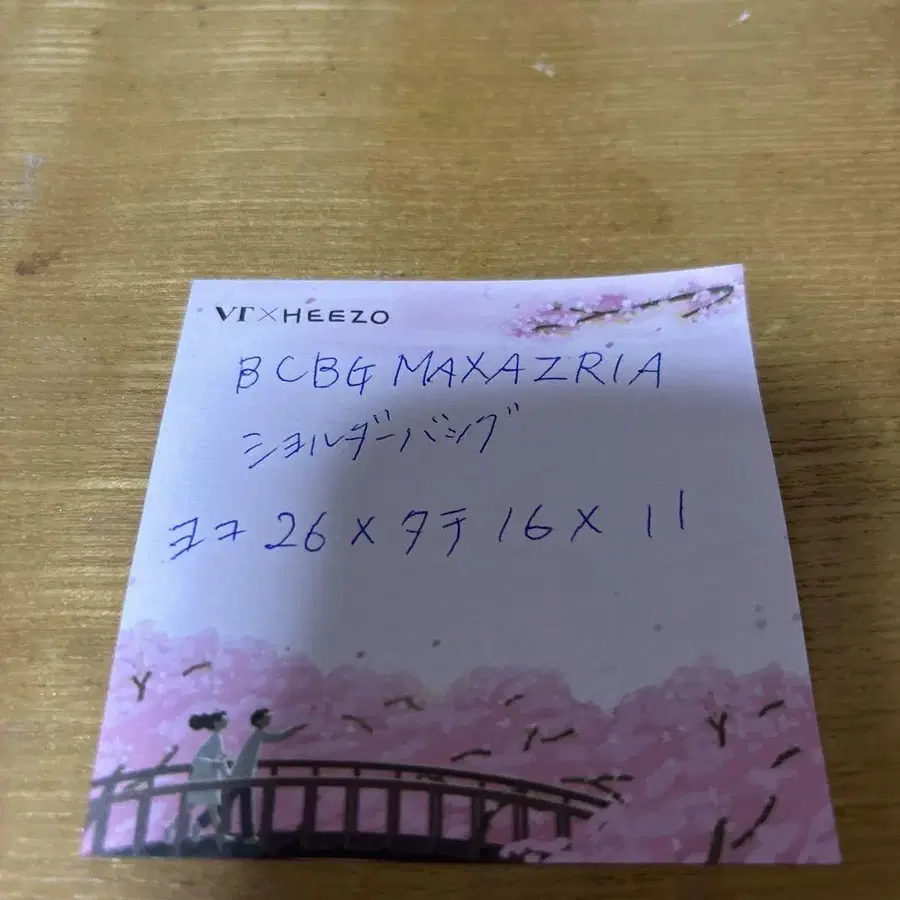 VT×HEEZO
BCBG MAXAZRIA
ショルダーバッグ
ヨコ 26 × タテ 16 × 11